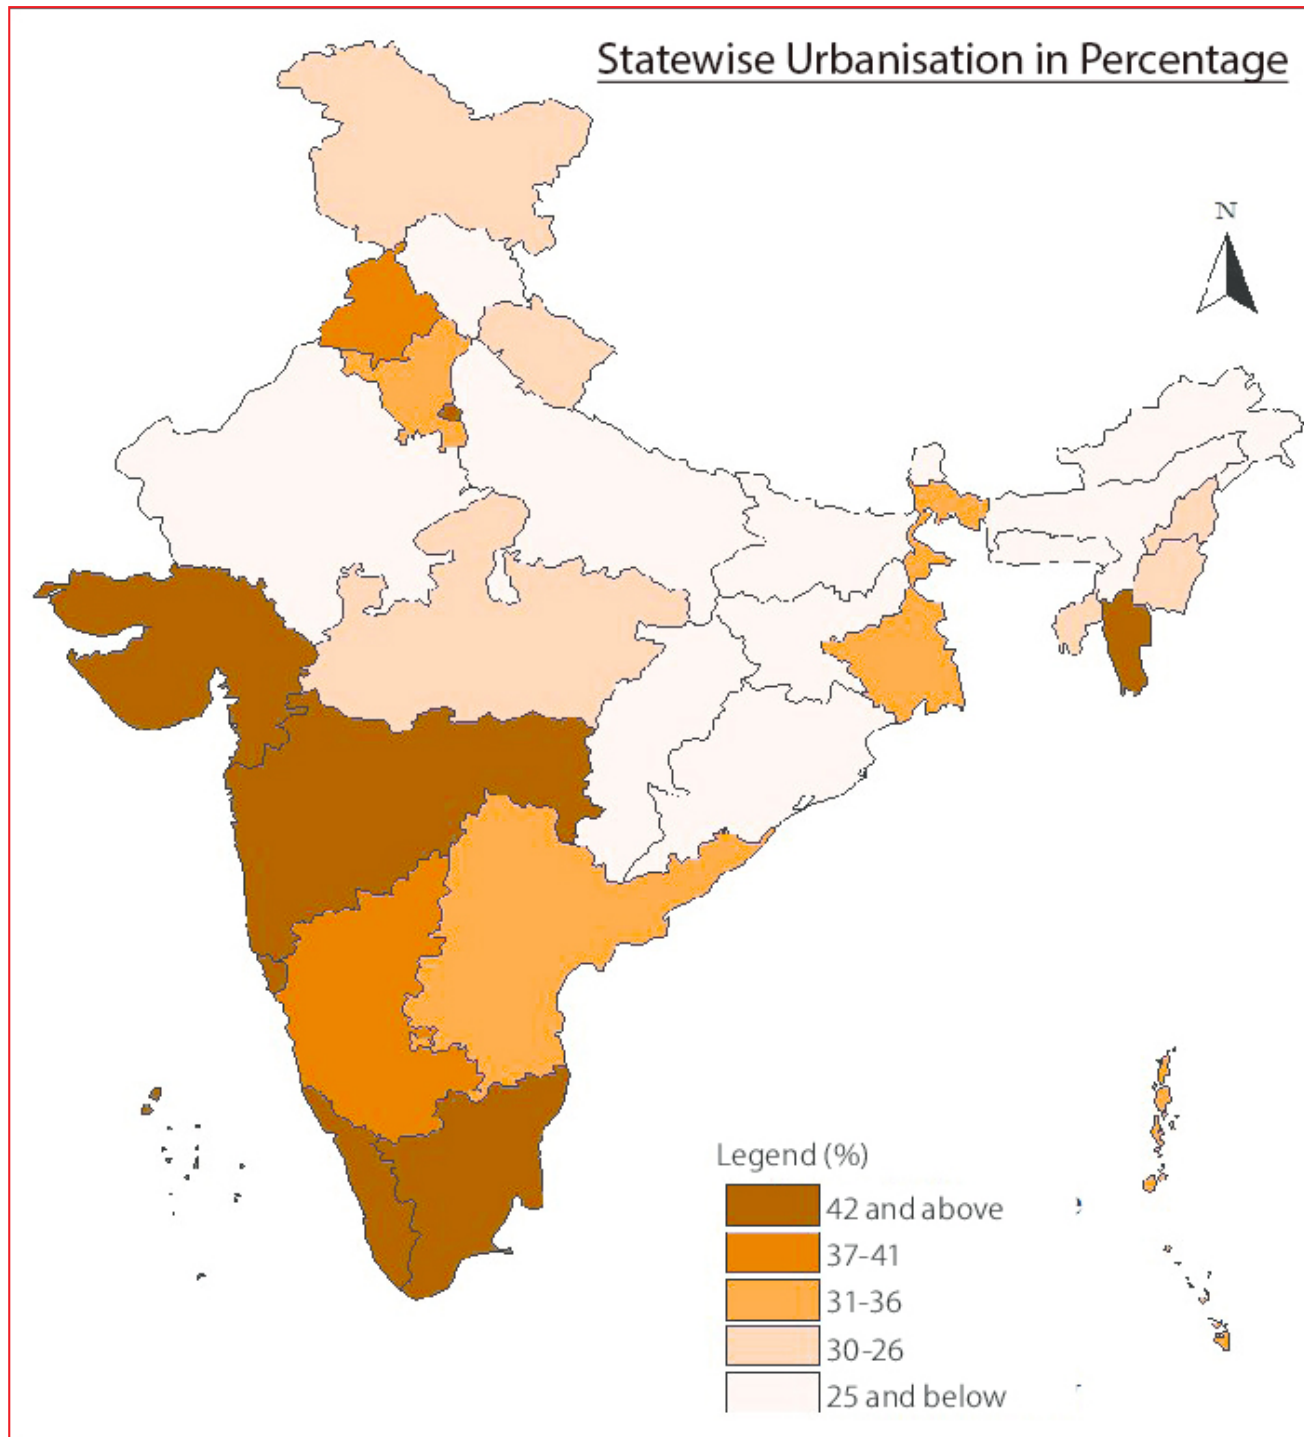 Statewise Urbanisation in Percentage
N
Legend (%)
42 and above
37-41
31-36
30-26
25 and below